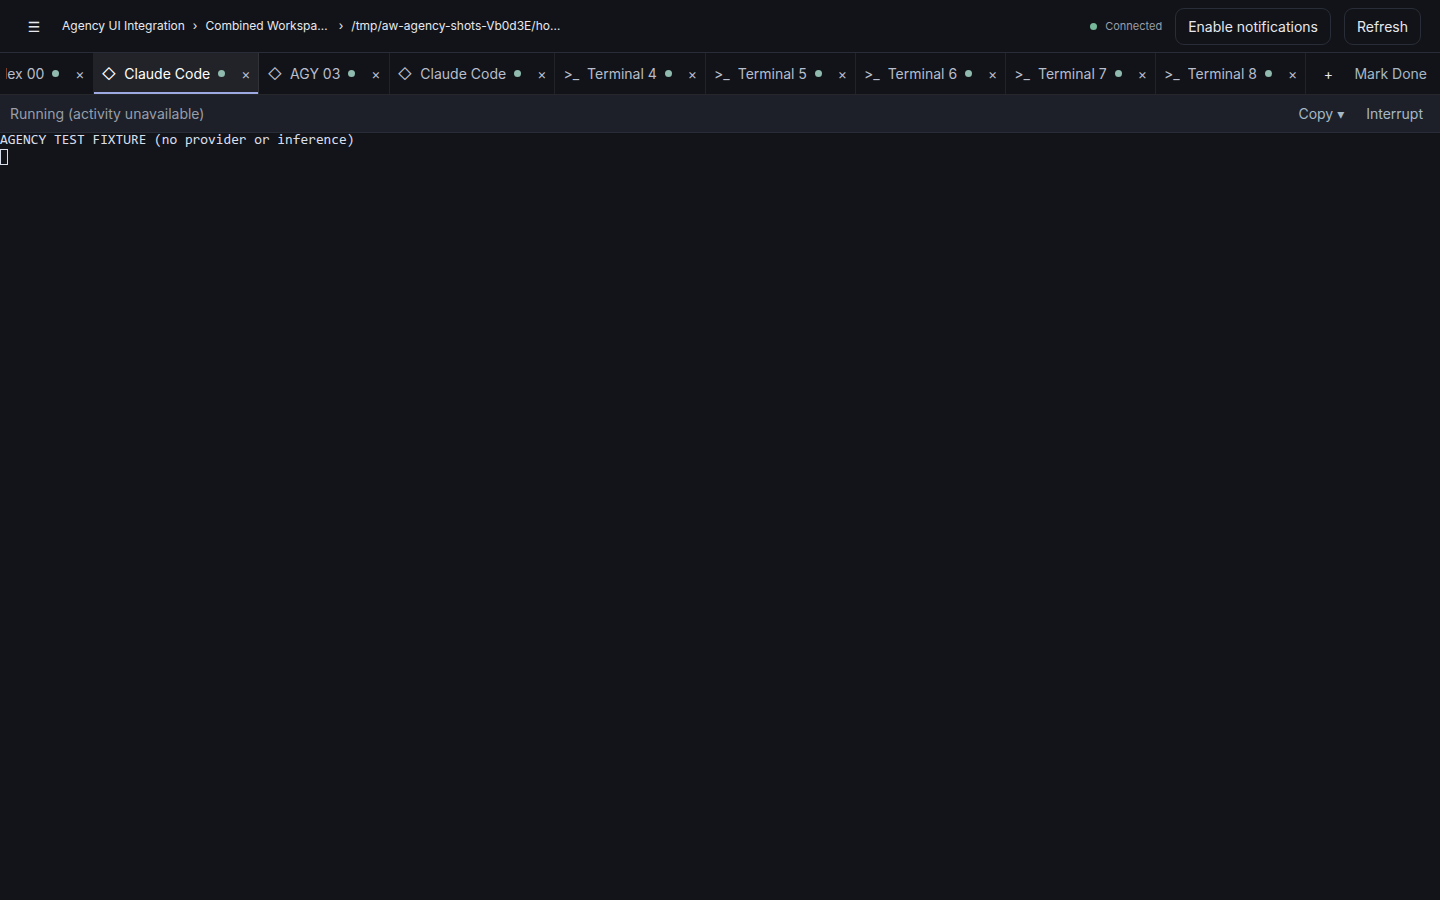 ☰ Agency UI Integration › Combined Workspa... › /tmp/aw-agency-shots-Vb0d3E/ho... Connected Enable notifications Refresh
ex 00 × Claude Code × AGY 03 × Claude Code × >_ Terminal 4 × >_ Terminal 5 × >_ Terminal 6 × >_ Terminal 7 × >_ Terminal 8 × + Mark Done
Running (activity unavailable) Copy ▾ Interrupt
AGENCY TEST FIXTURE (no provider or inference)